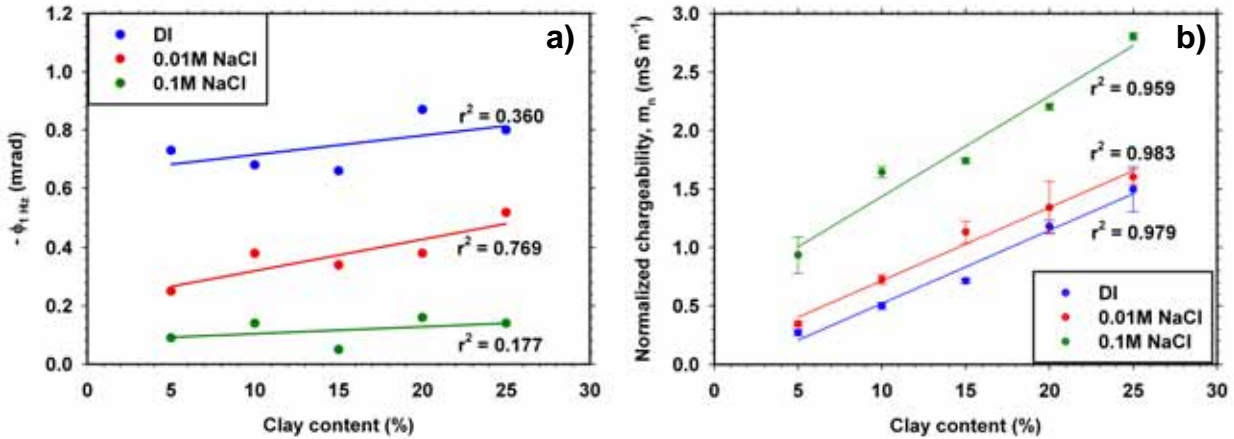 1.2
1.0
0.8
0.6
0.4
0.2
0.0
- ϕ1 Hz (mrad)
DI
0.01M NaCl
0.1M NaCl
a)
r² = 0.360
r² = 0.769
r² = 0.177
0 5 10 15 20 25 30
Clay content (%)
3.0
2.5
2.0
1.5
1.0
0.5
0.0
Normalized chargeability, mn (mS m⁻¹)
b)
r² = 0.959
r² = 0.983
r² = 0.979
DI
0.01M NaCl
0.1M NaCl
0 5 10 15 20 25 30
Clay content (%)